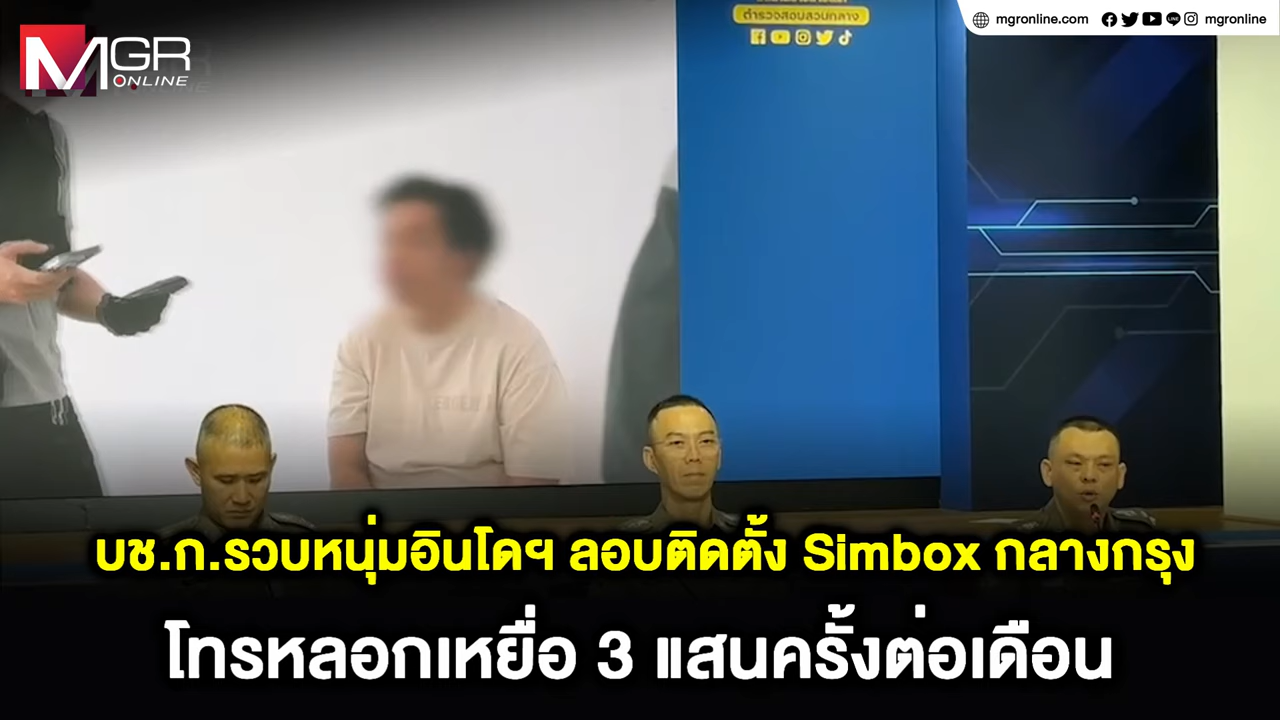 MGR
ONLINE
mgronline.com
mgronline
ตำรวจสอบสวนกลาง
บช.ก.รวบหนุ่มอินโดฯ ลอบติดตั้ง Simbox กลางกรุง
โทรหลอกเหยื่อ 3 แสนครั้งต่อเดือน